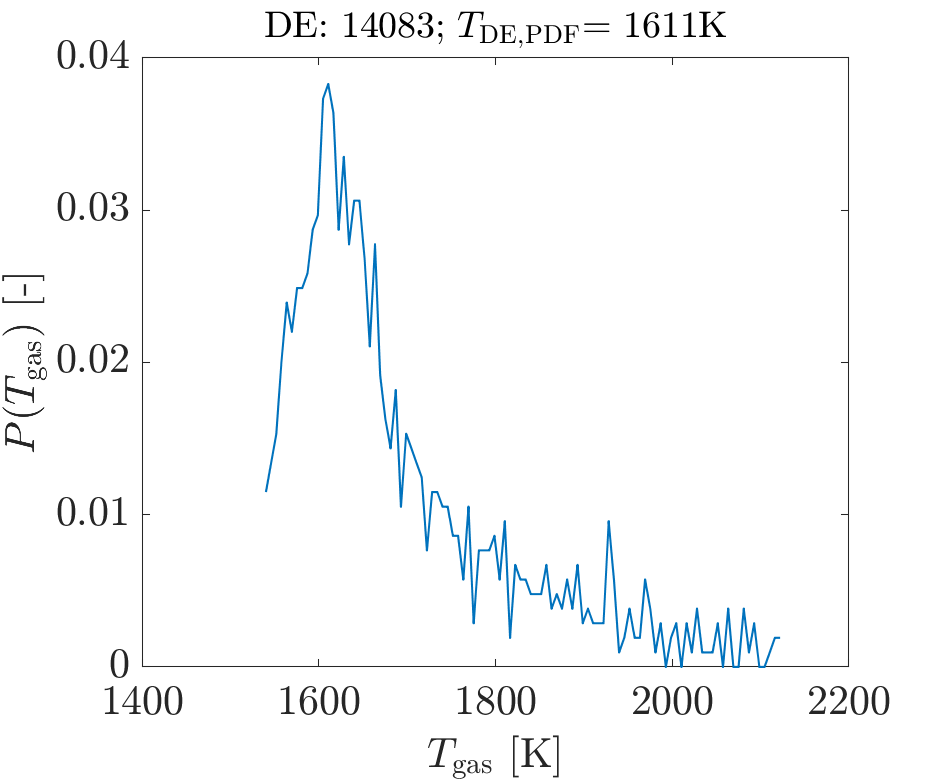 DE: 14083; T_DE,PDF= 1611K
0.04
0.03
0.02
0.01
0
P(T_gas) [-]
1400 1600 1800 2000 2200
T_gas [K]